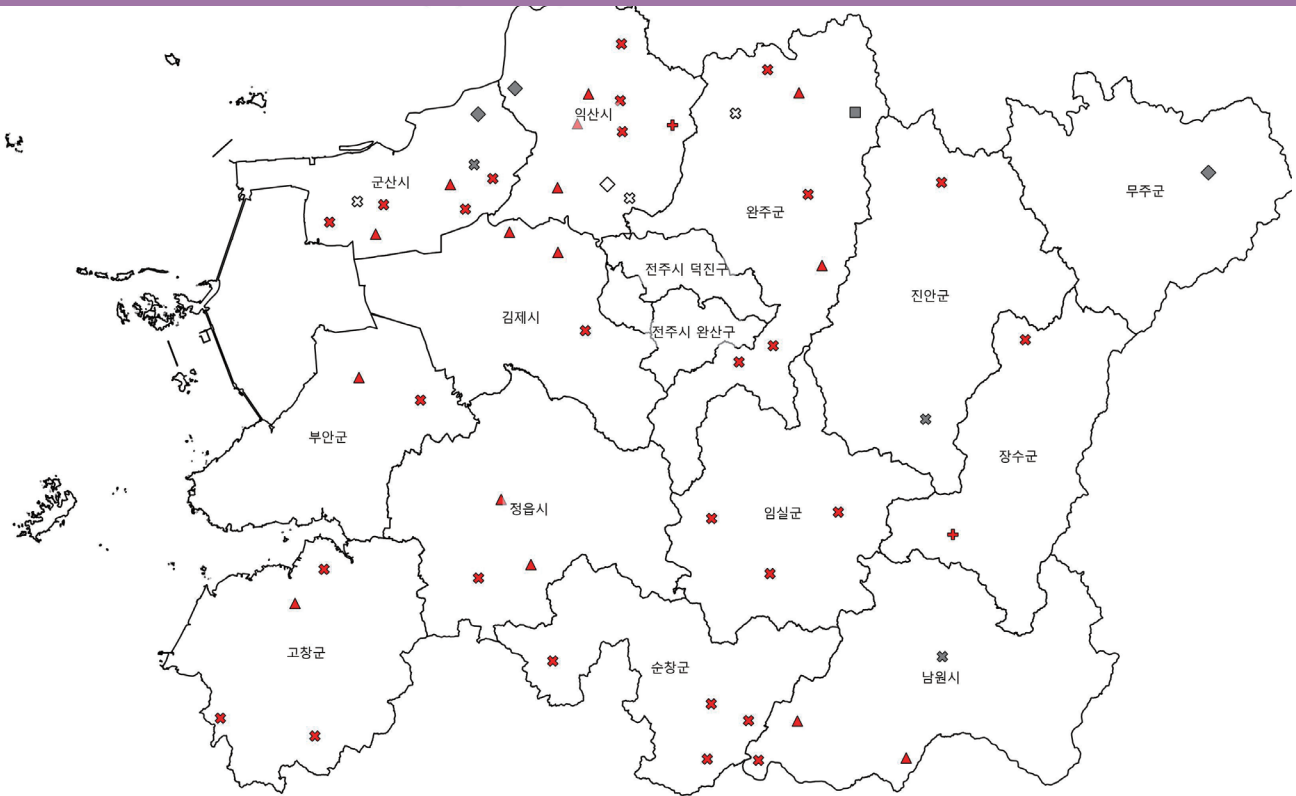 익산시
군산시
무주군
완주군
전주시 덕진구
진안군
김제시
전주시 완산구
부안군
장수군
정읍시
임실군
고창군
순창군
남원시